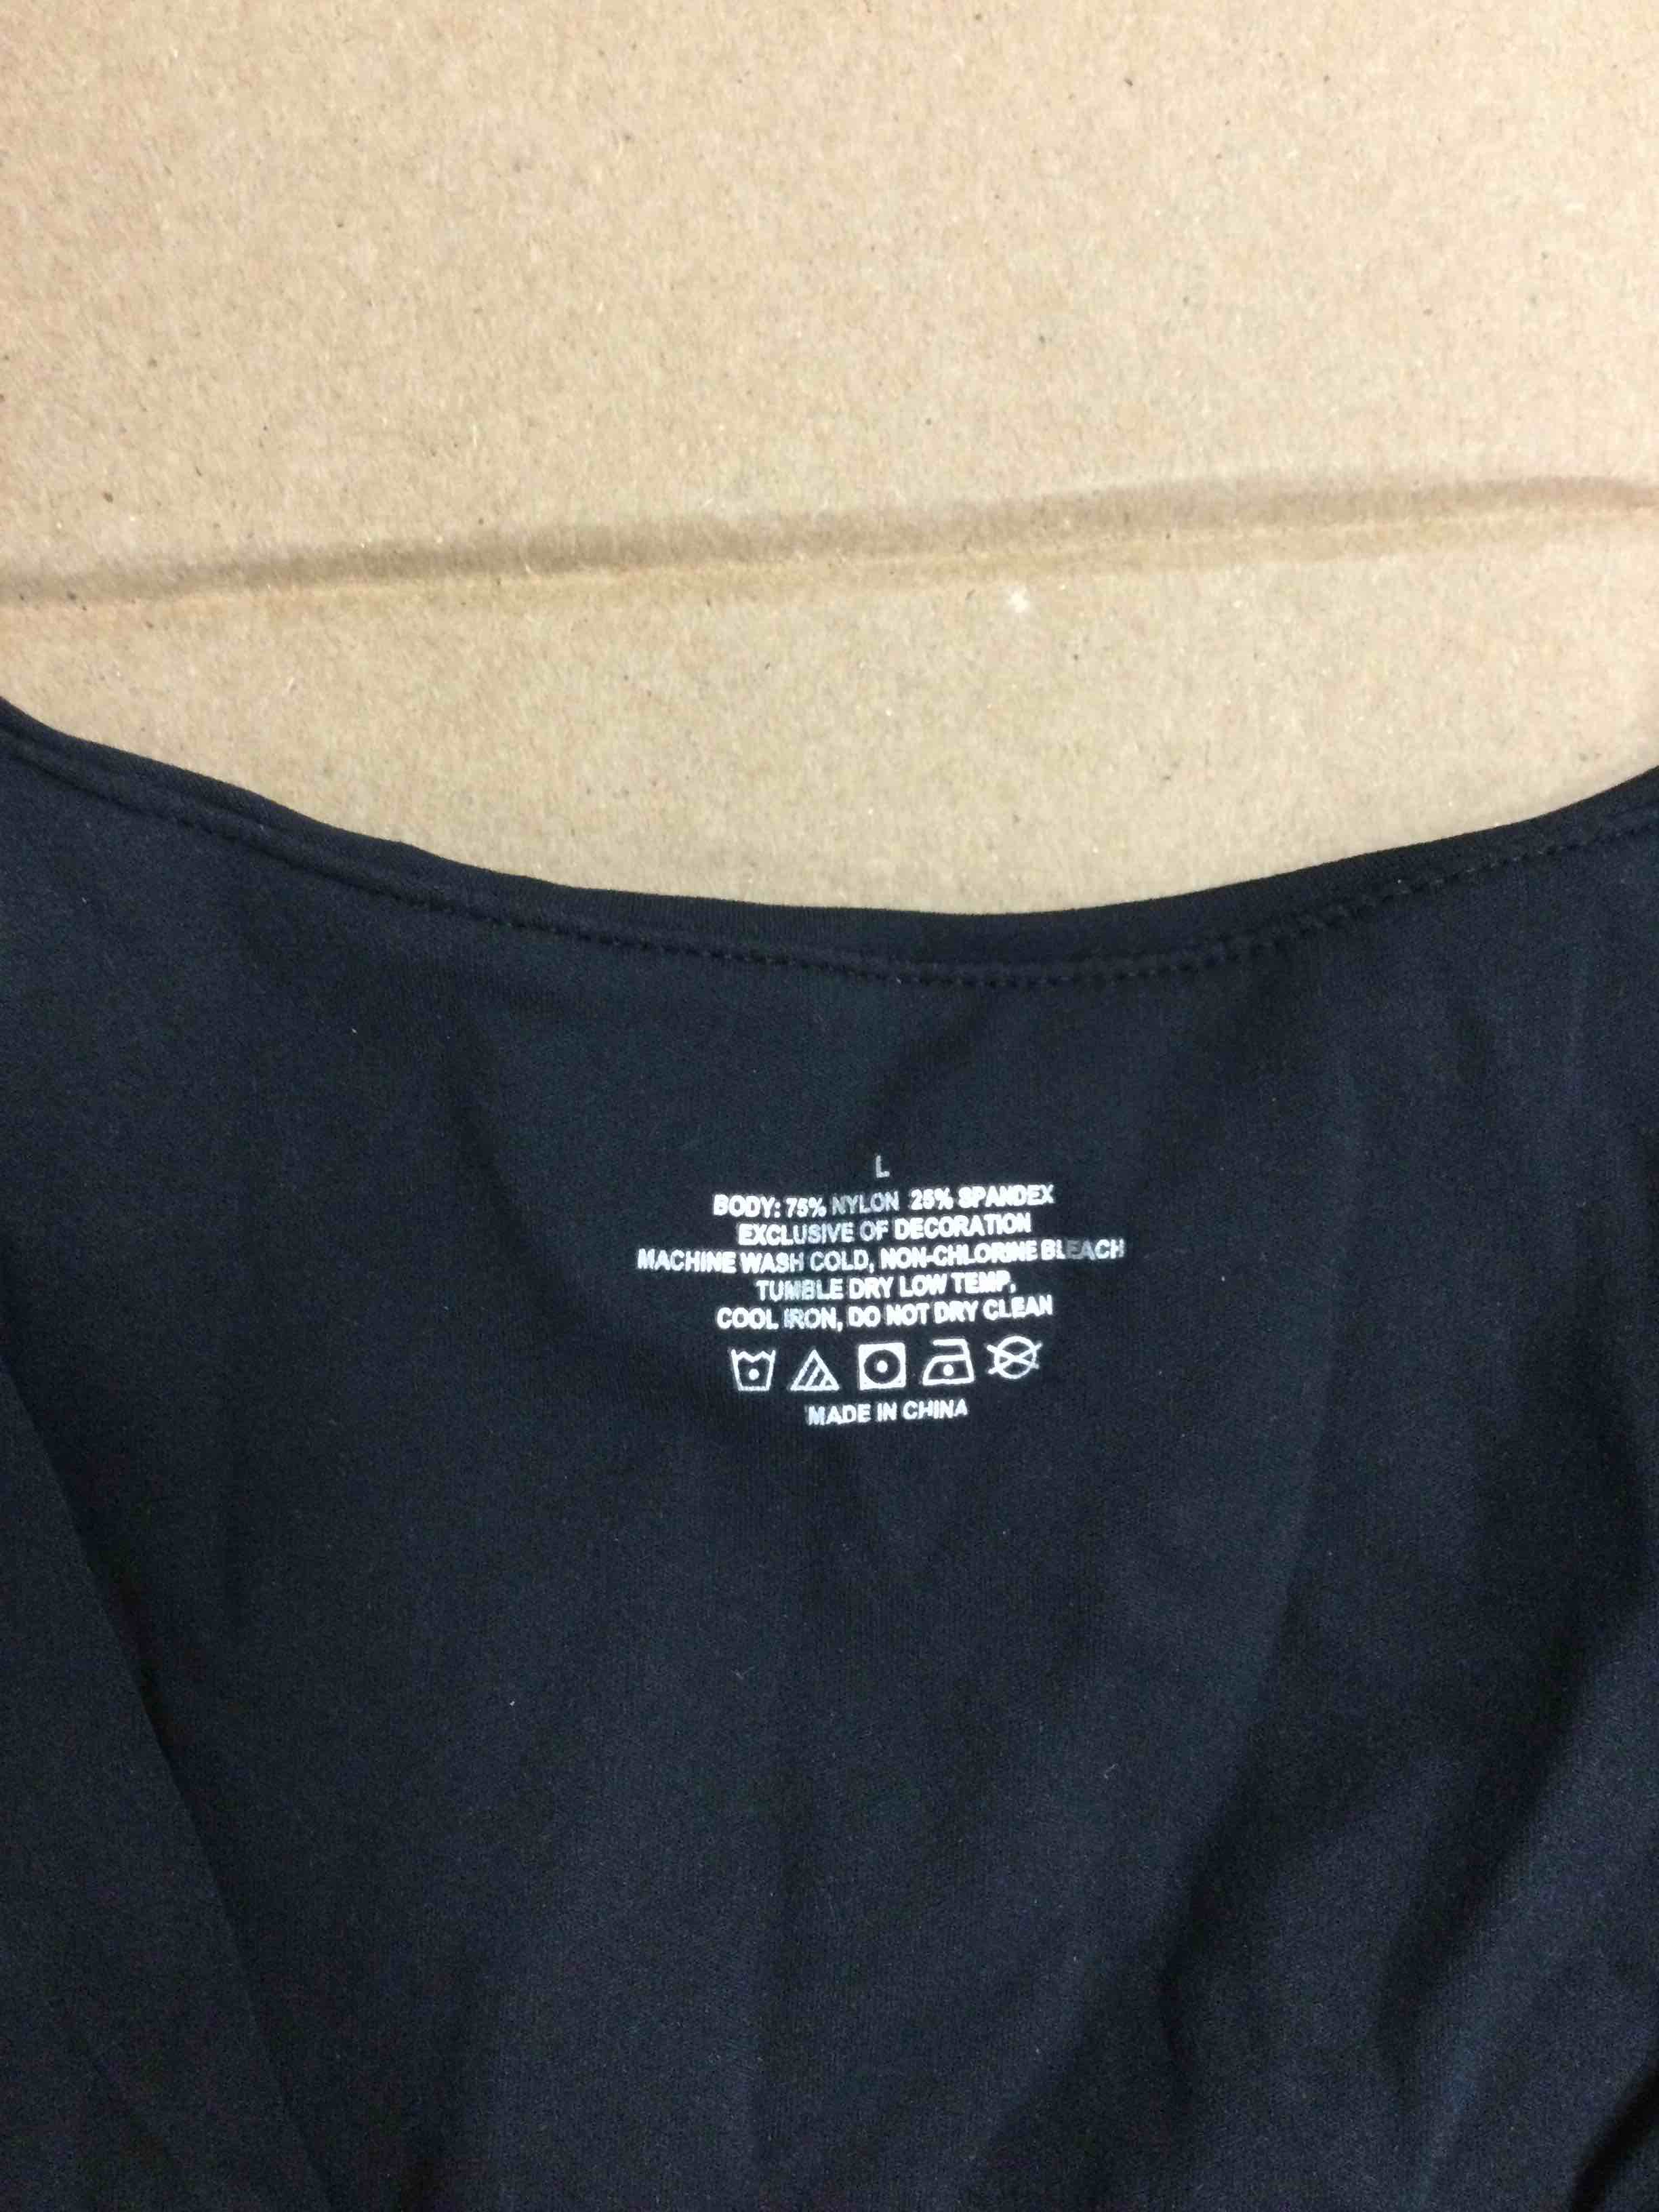 L
BODY: 75% NYLON 25% SPANDEX
EXCLUSIVE OF DECORATION
MACHINE WASH COLD, NON-CHLORINE BLEACH
TUMBLE DRY LOW TEMP,
COOL IRON, DO NOT DRY CLEAN
MADE IN CHINA